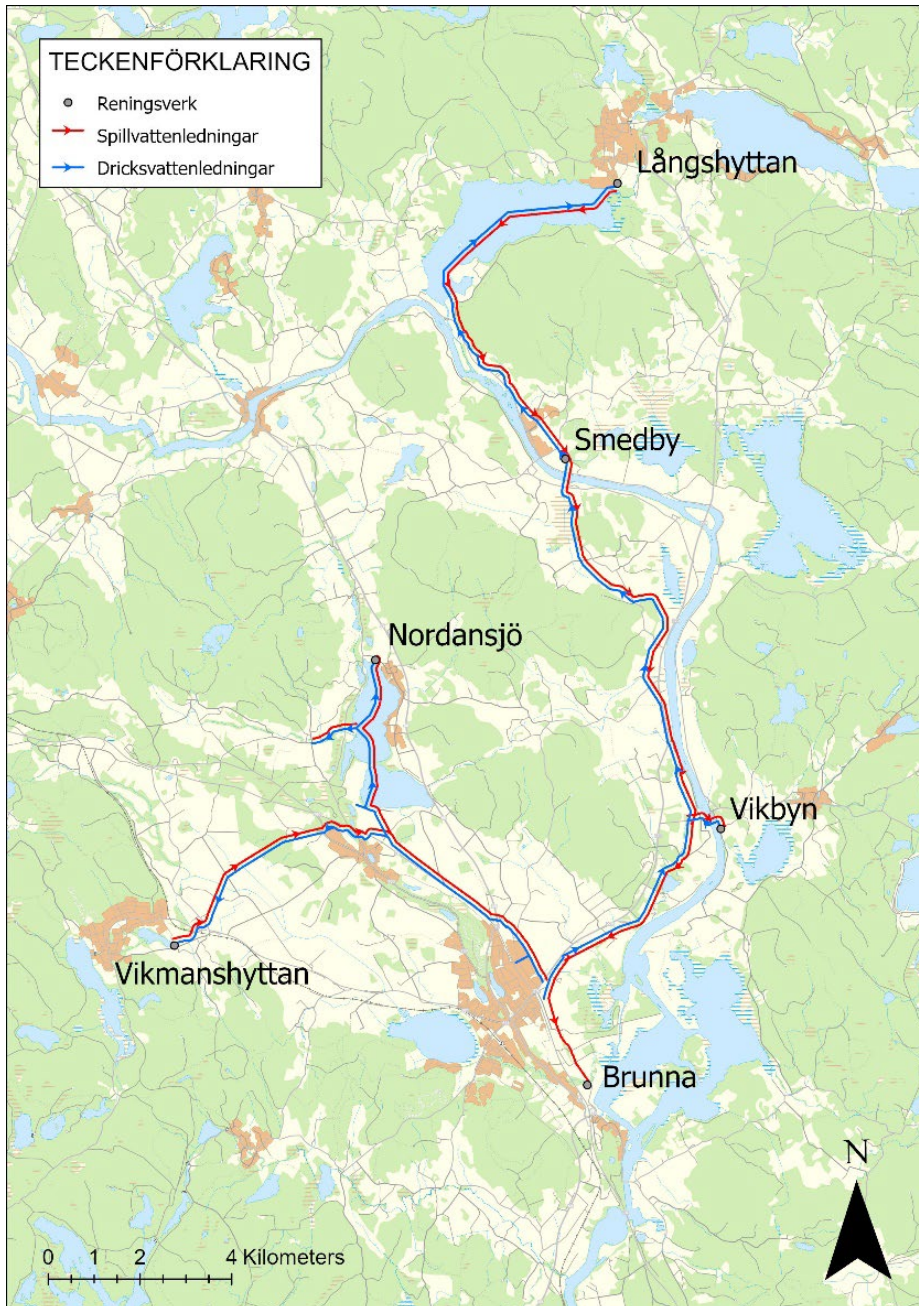 TECKENFÖRKLARING
Reningsverk
Spillvattenledningar
Dricksvattenledningar
Långshyttan
Smedby
Nordansjö
Vikbyn
Vikmanshyttan
Brunna
N
0 1 2 4 Kilometers